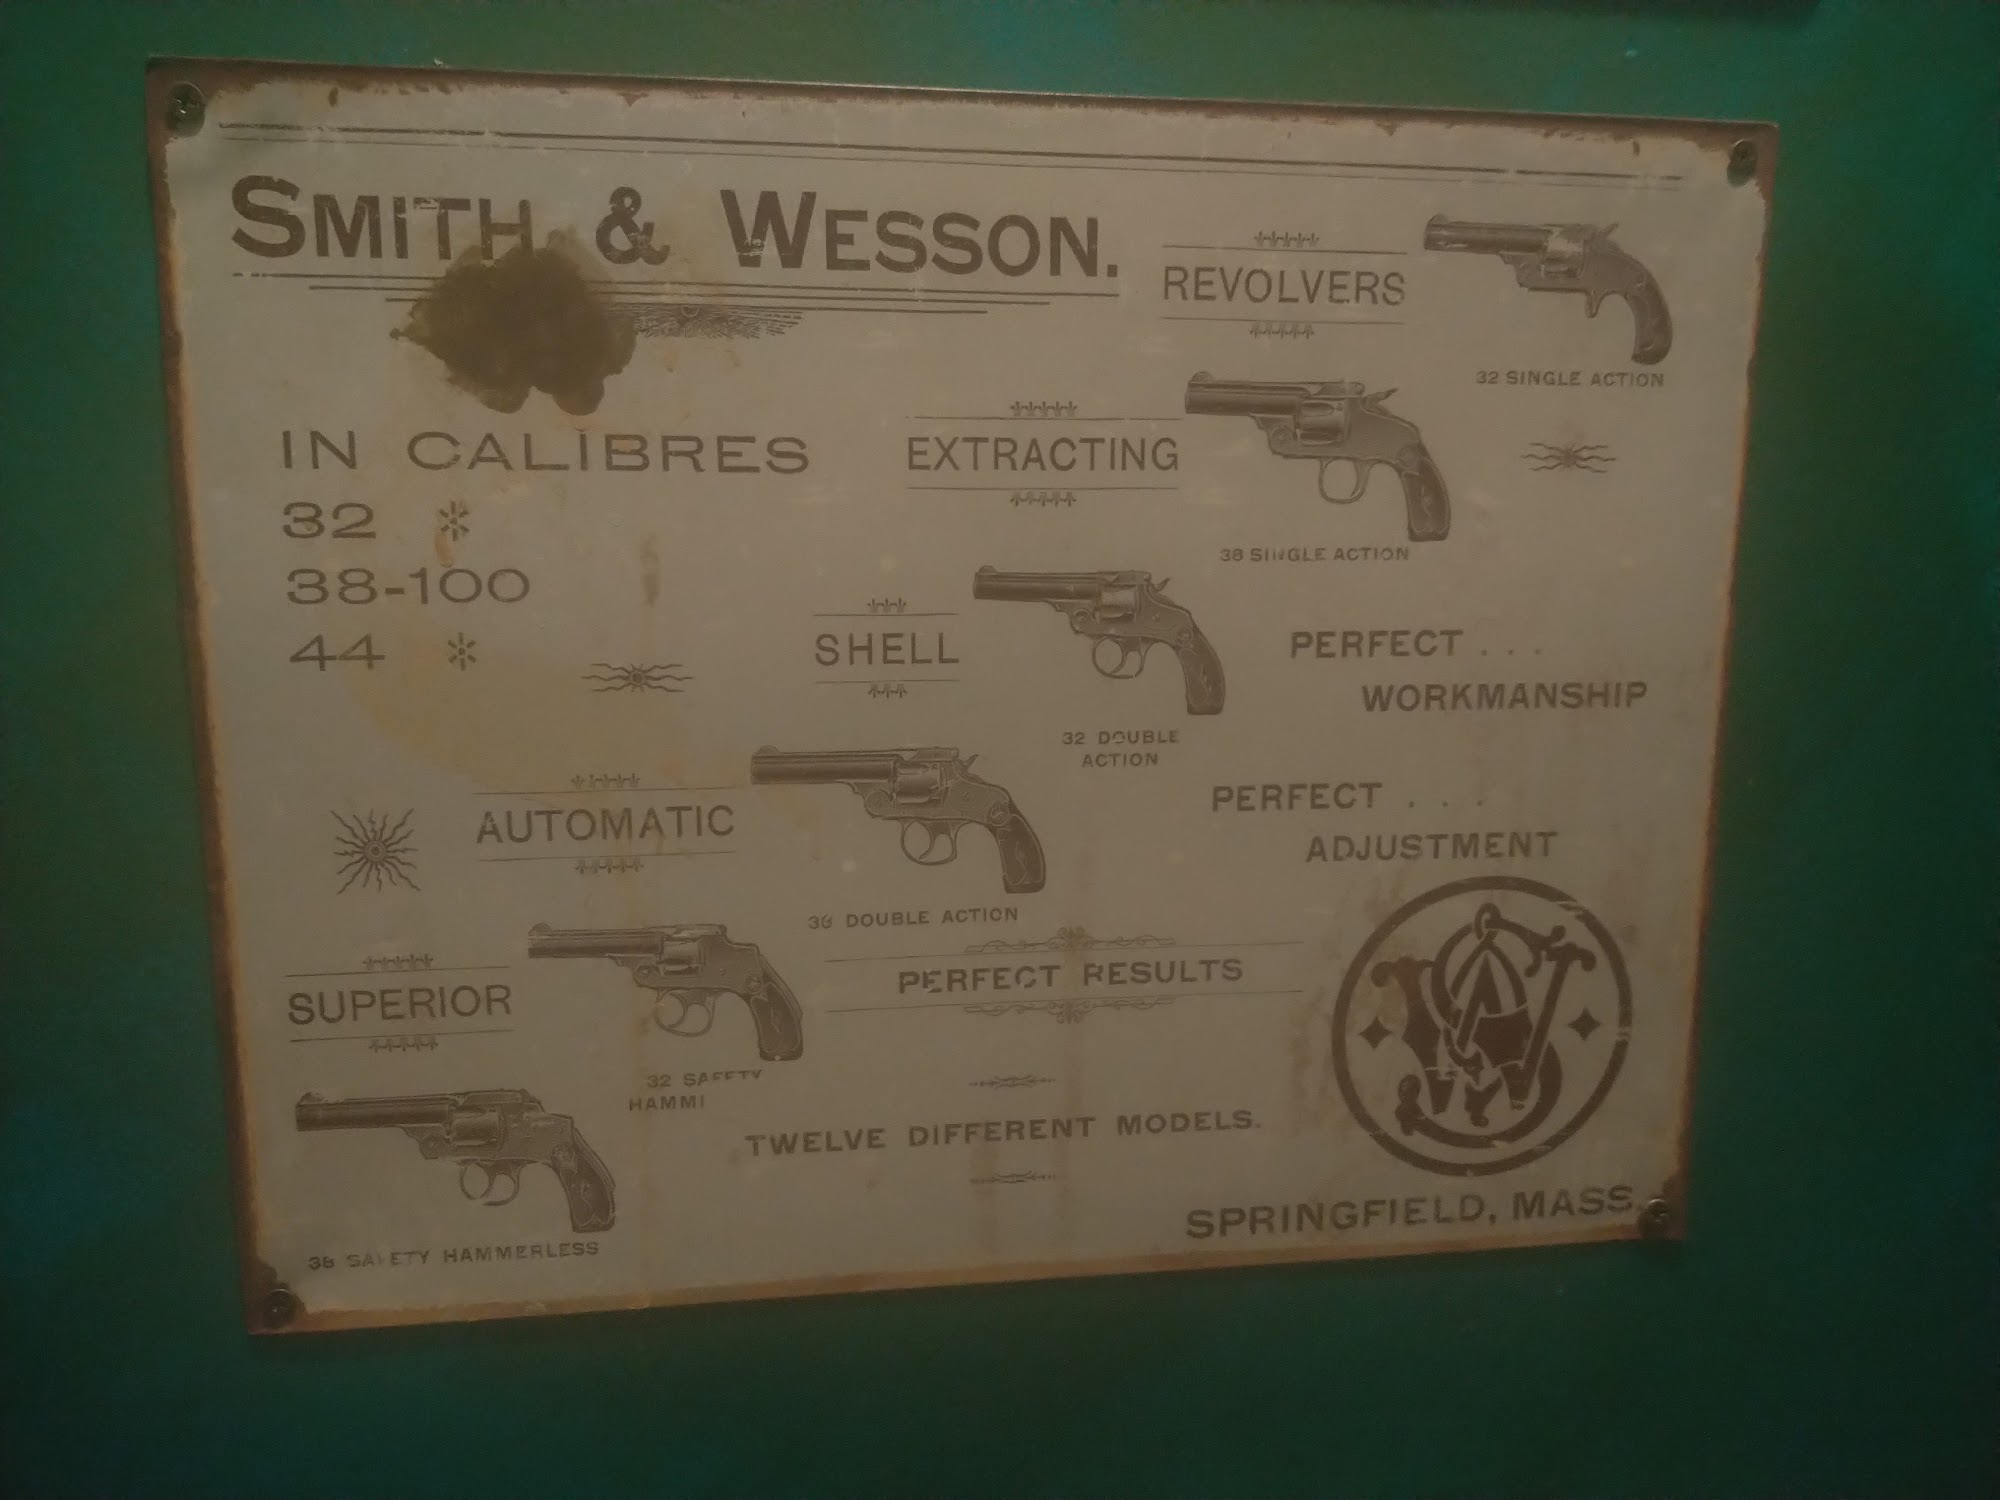 SMITH & WESSON.
REVOLVERS
32 SINGLE ACTION
IN CALIBRES
32 *
38-100
44 *
EXTRACTING
38 SINGLE ACTION
SHELL
32 DOUBLE
ACTION
PERFECT . . .
WORKMANSHIP
AUTOMATIC
38 DOUBLE ACTION
PERFECT . . .
ADJUSTMENT
SUPERIOR
32 SAFETY
HAMMI
PERFECT RESULTS
38 SAFETY HAMMERLESS
TWELVE DIFFERENT MODELS.
SW
SPRINGFIELD, MASS.